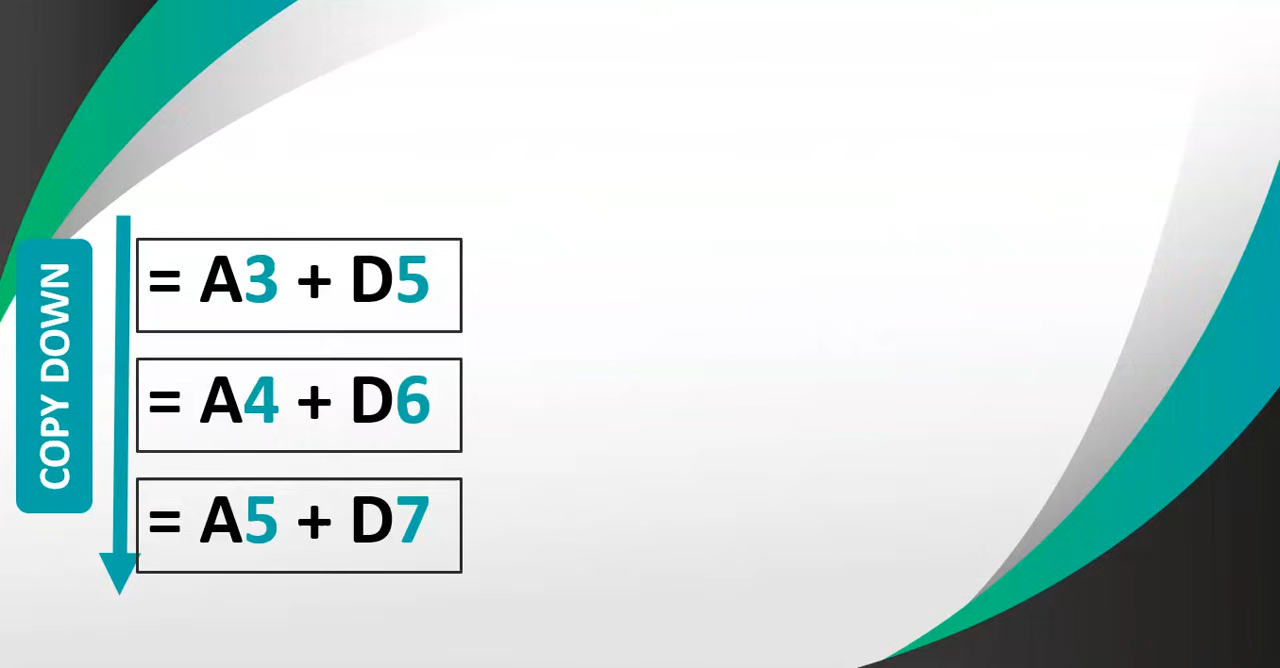 COPY DOWN
= A3 + D5
= A4 + D6
= A5 + D7